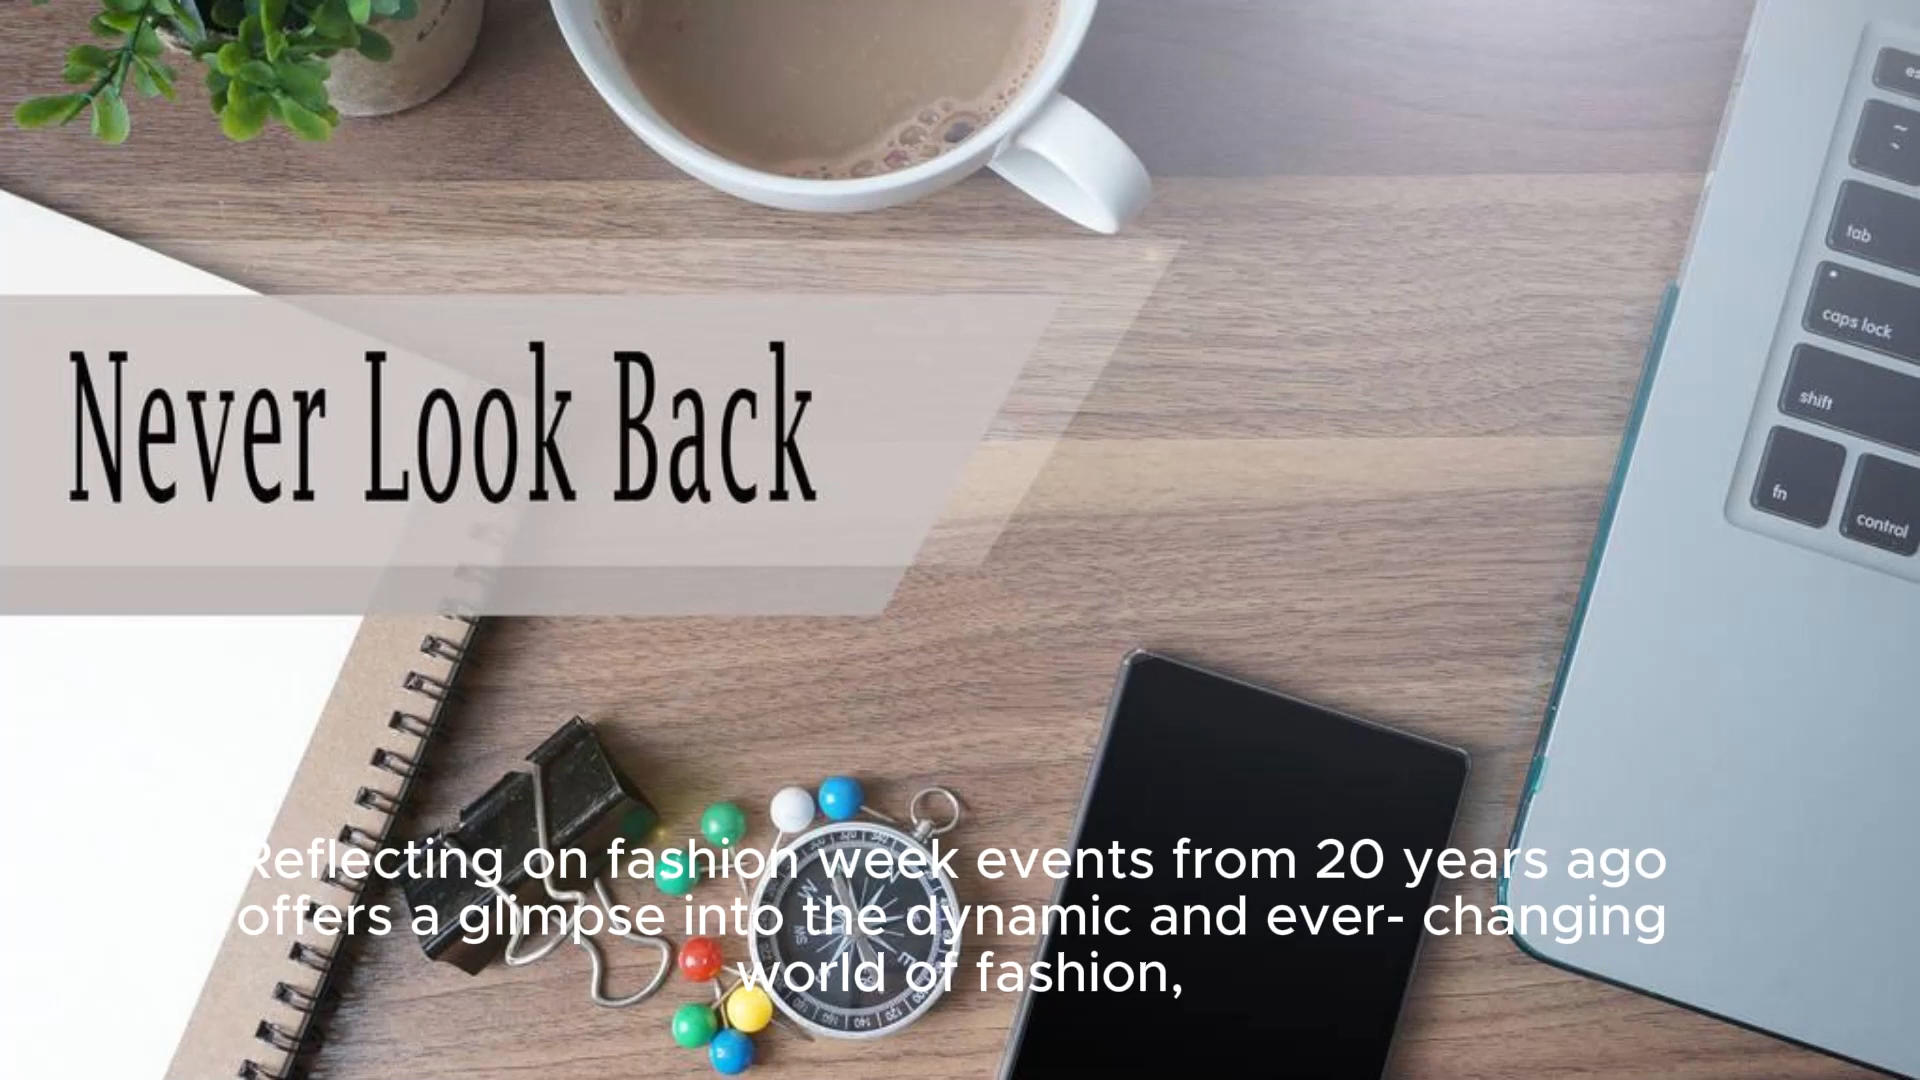 Never Look Back
Reflecting on fashion week events from 20 years ago
offers a glimpse into the dynamic and ever- changing
world of fashion,
esc
~
tab
caps lock
shift
fn
control